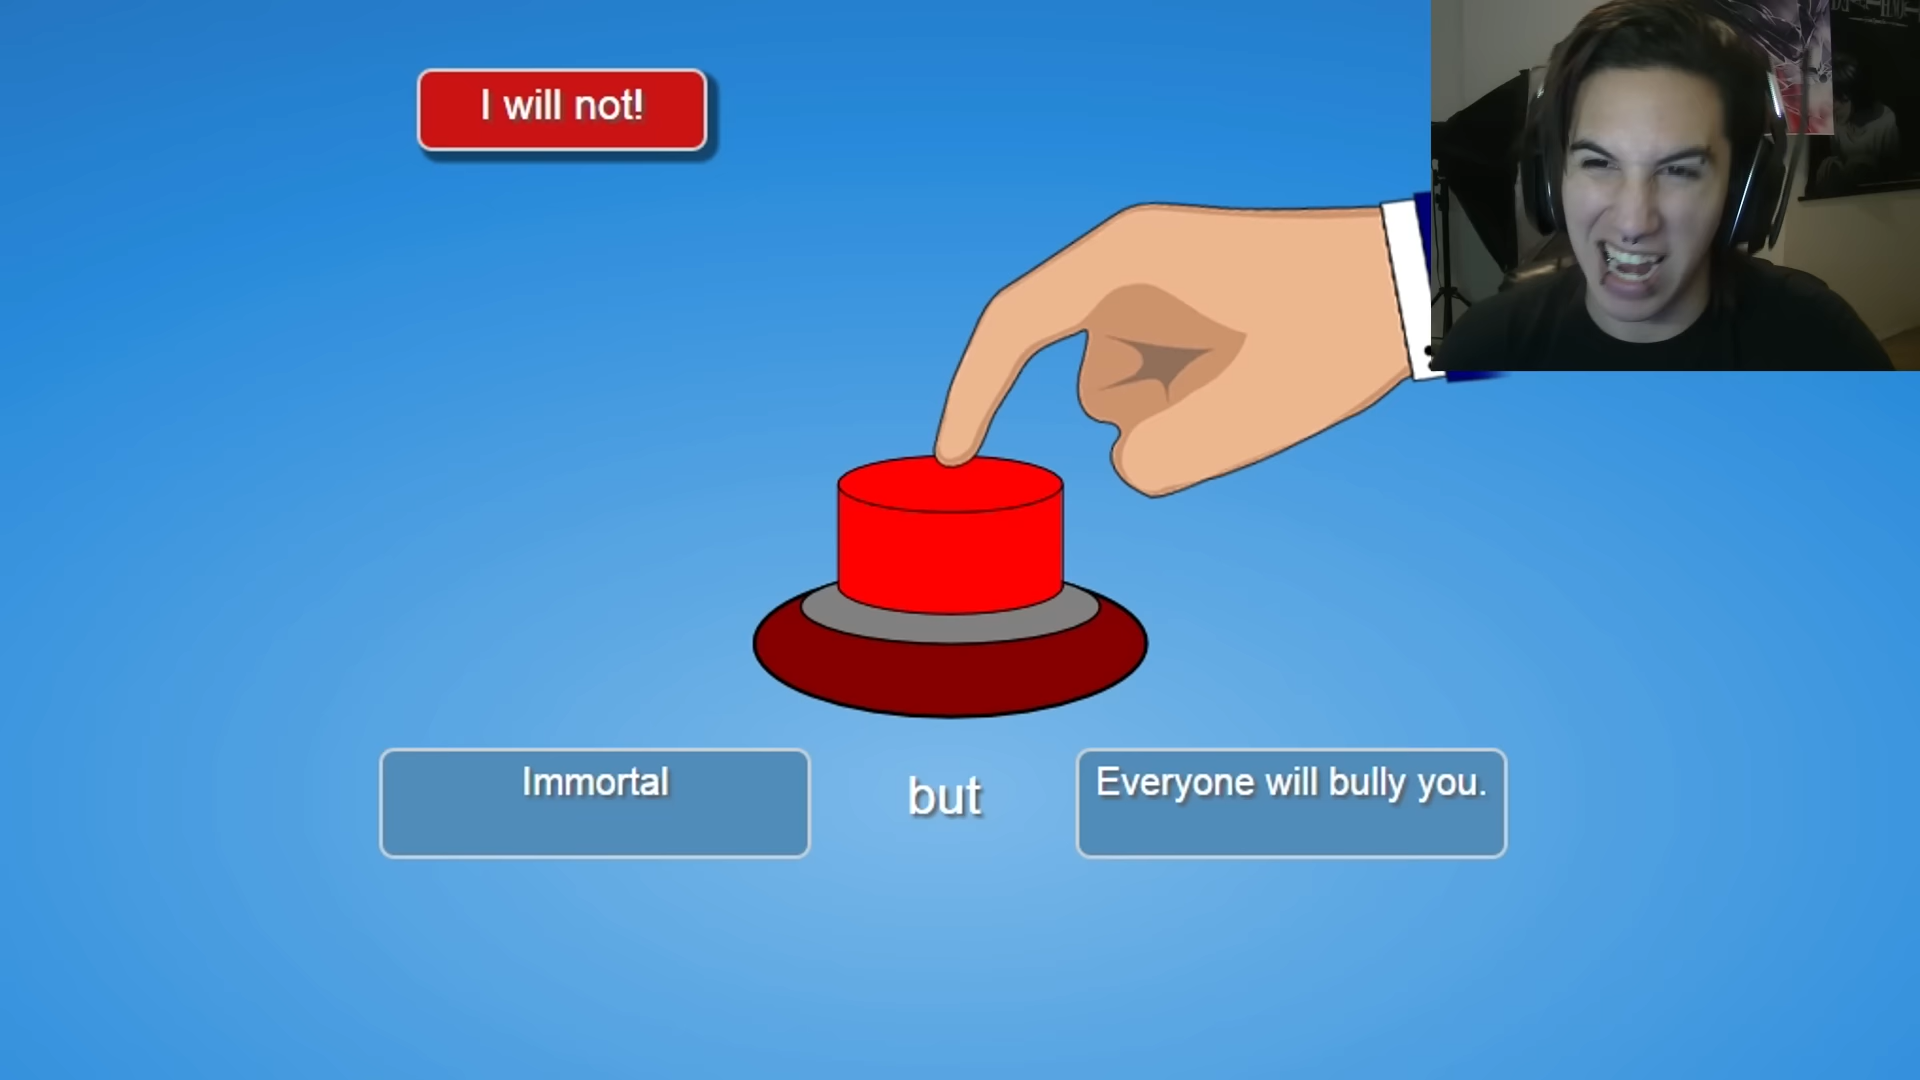 I will not!
Immortal
but
Everyone will bully you.